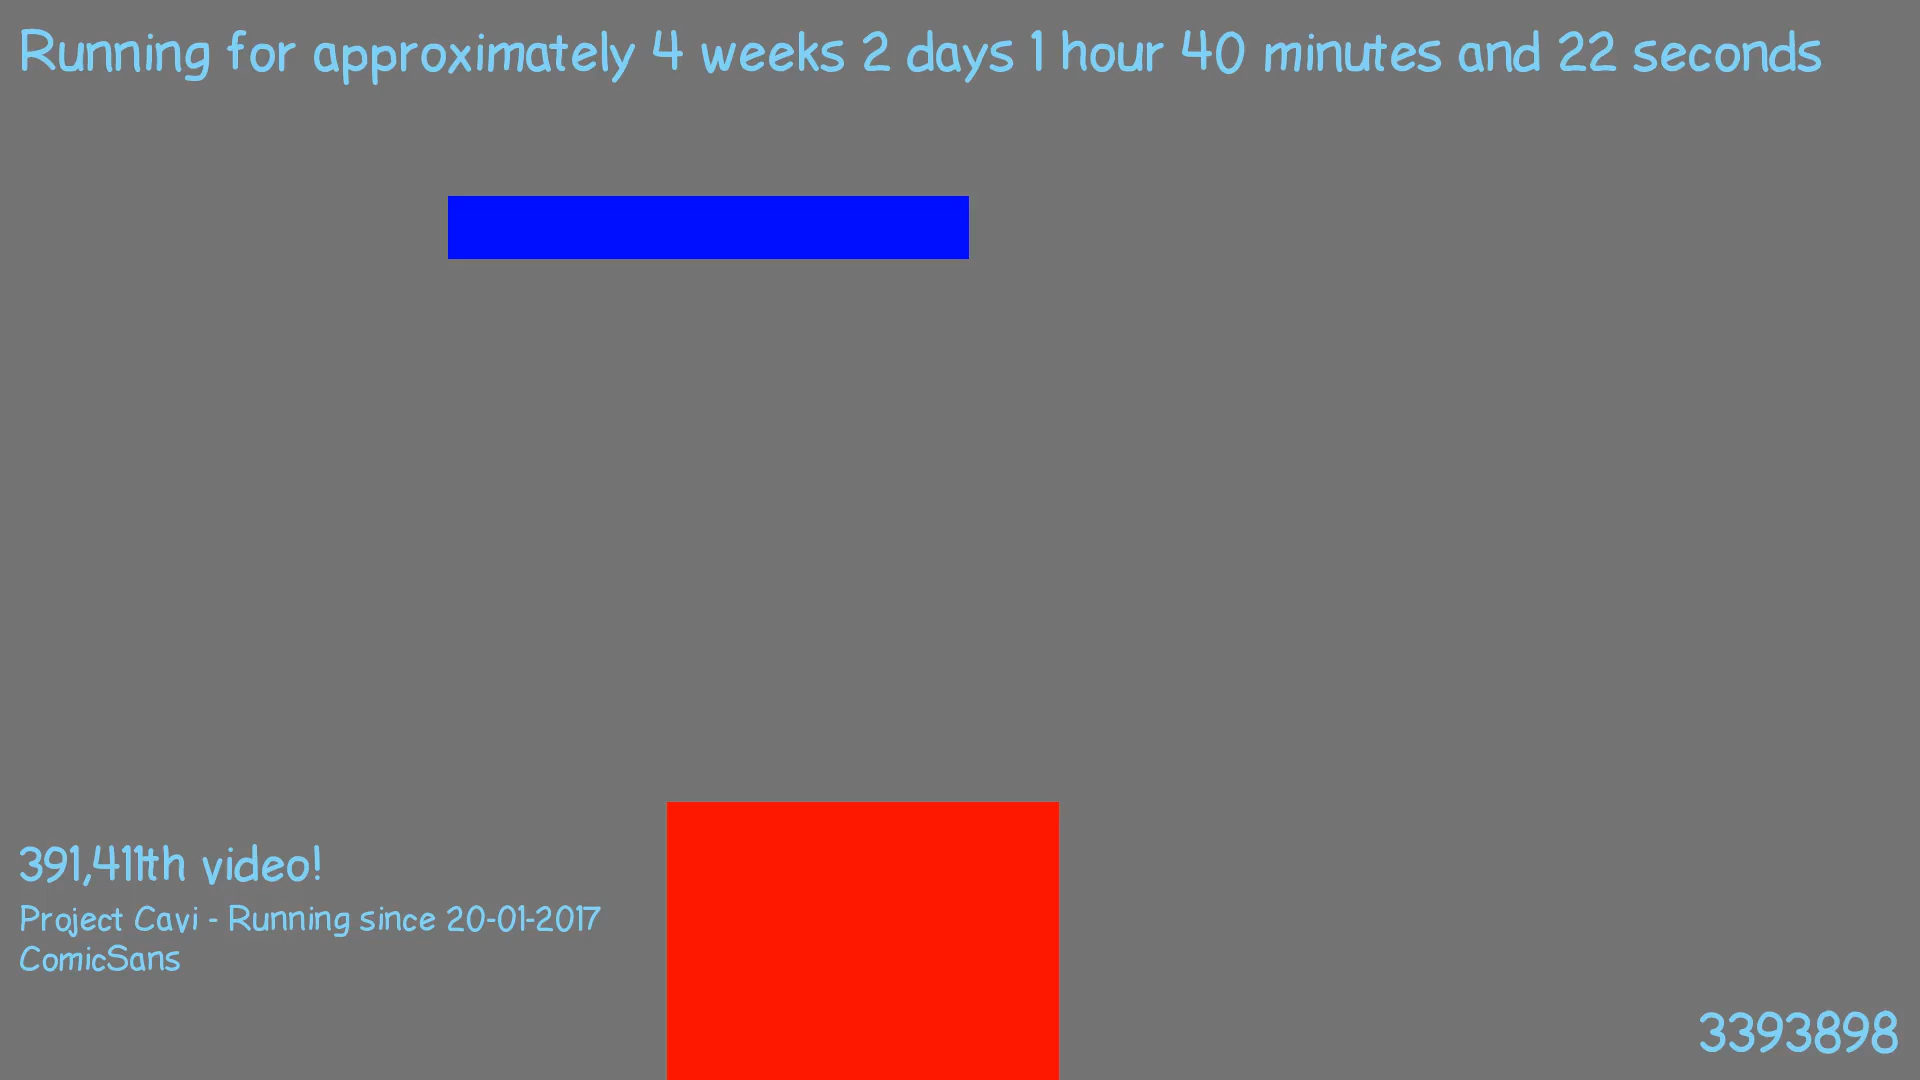 Running for approximately 4 weeks 2 days 1 hour 40 minutes and 22 seconds
391,411th video!
Project Cavi - Running since 20-01-2017
ComicSans
3393898